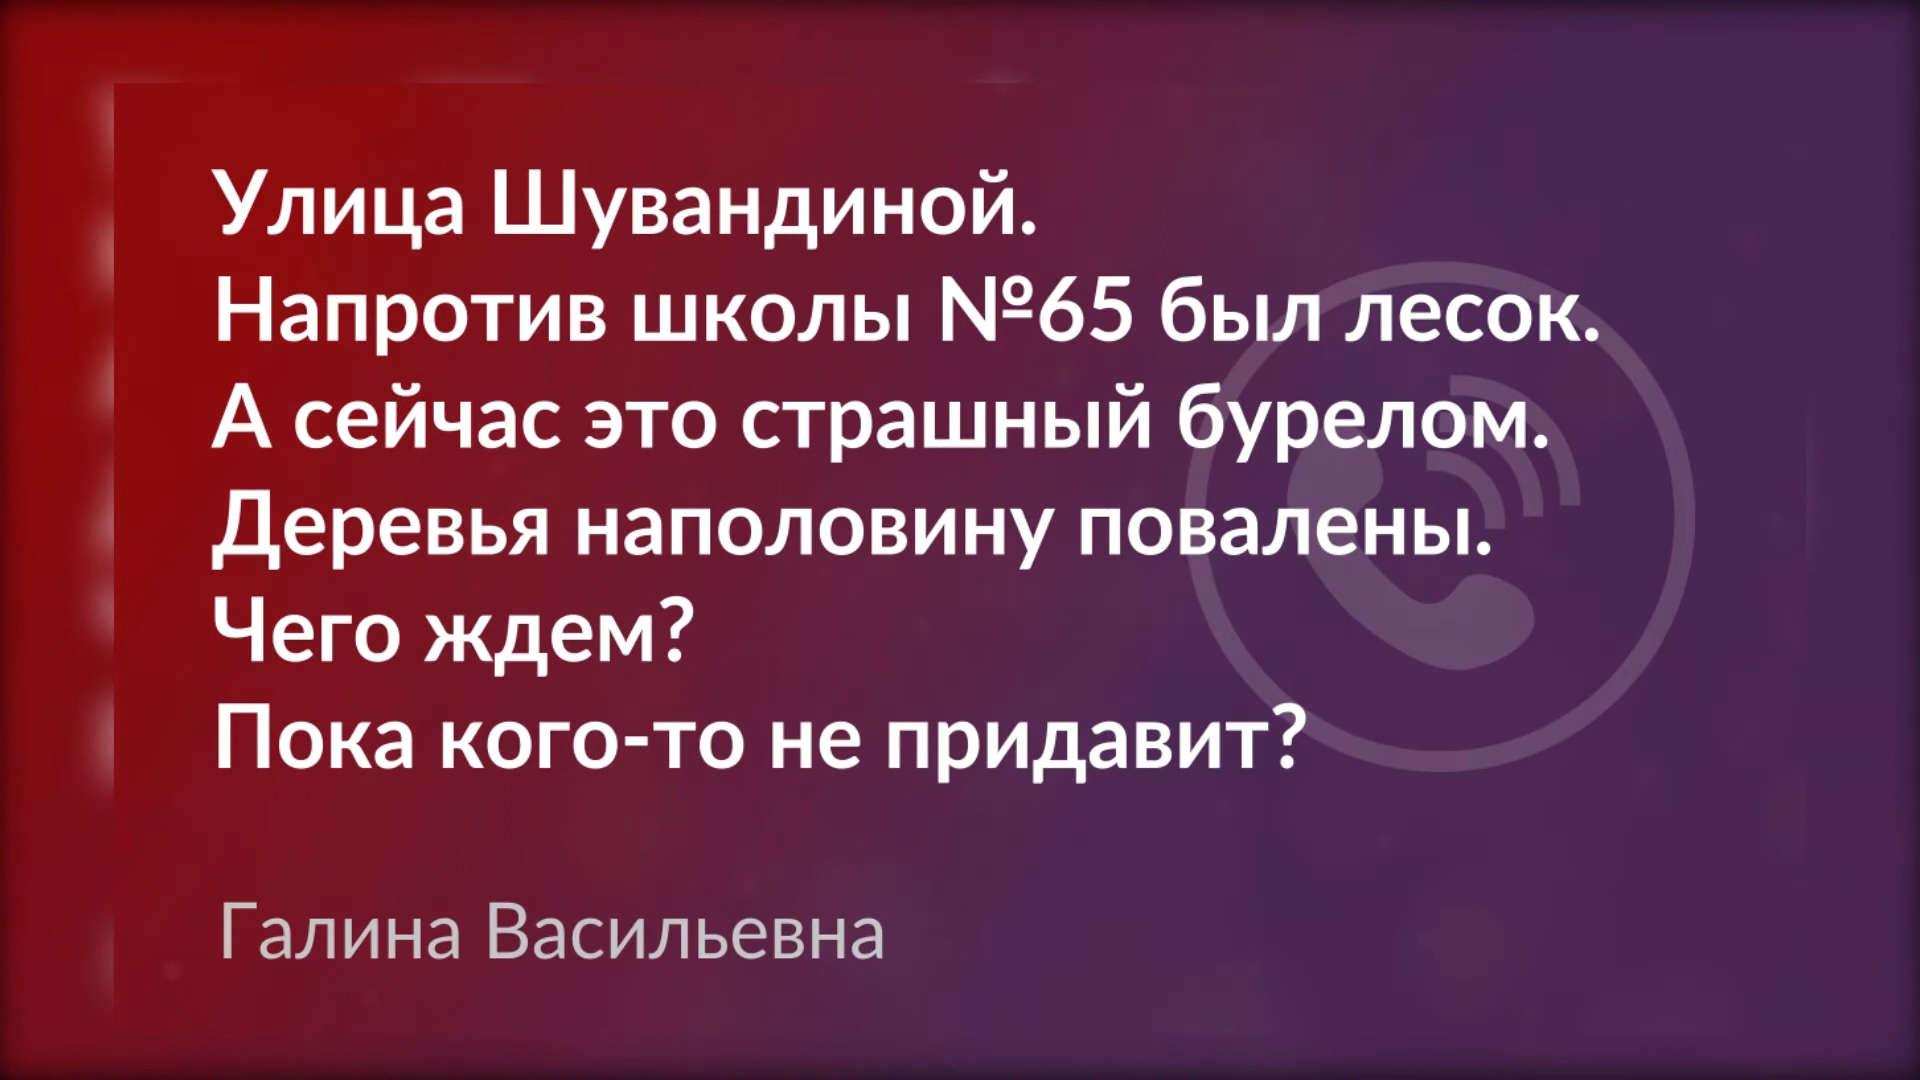 Улица Шувандиной.
Напротив школы №65 был лесок.
А сейчас это страшный бурелом.
Деревья наполовину повалены.
Чего ждем?
Пока кого-то не придавит?
Галина Васильевна